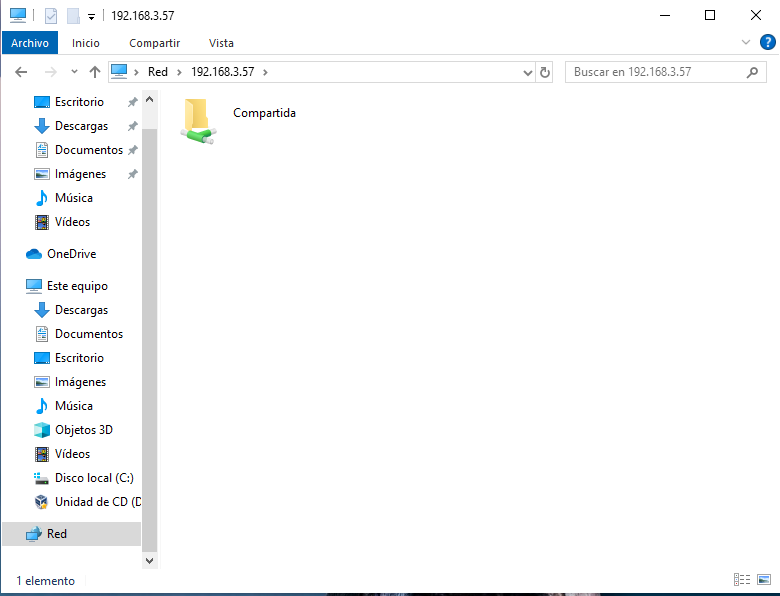 192.168.3.57
Archivo Inicio Compartir Vista
Red 192.168.3.57
Buscar en 192.168.3.57
Escritorio
Descargas
Documentos
Imágenes
Música
Vídeos
OneDrive
Este equipo
Descargas
Documentos
Escritorio
Imágenes
Música
Objetos 3D
Vídeos
Disco local (C:)
Unidad de CD (D
Red
Compartida
1 elemento